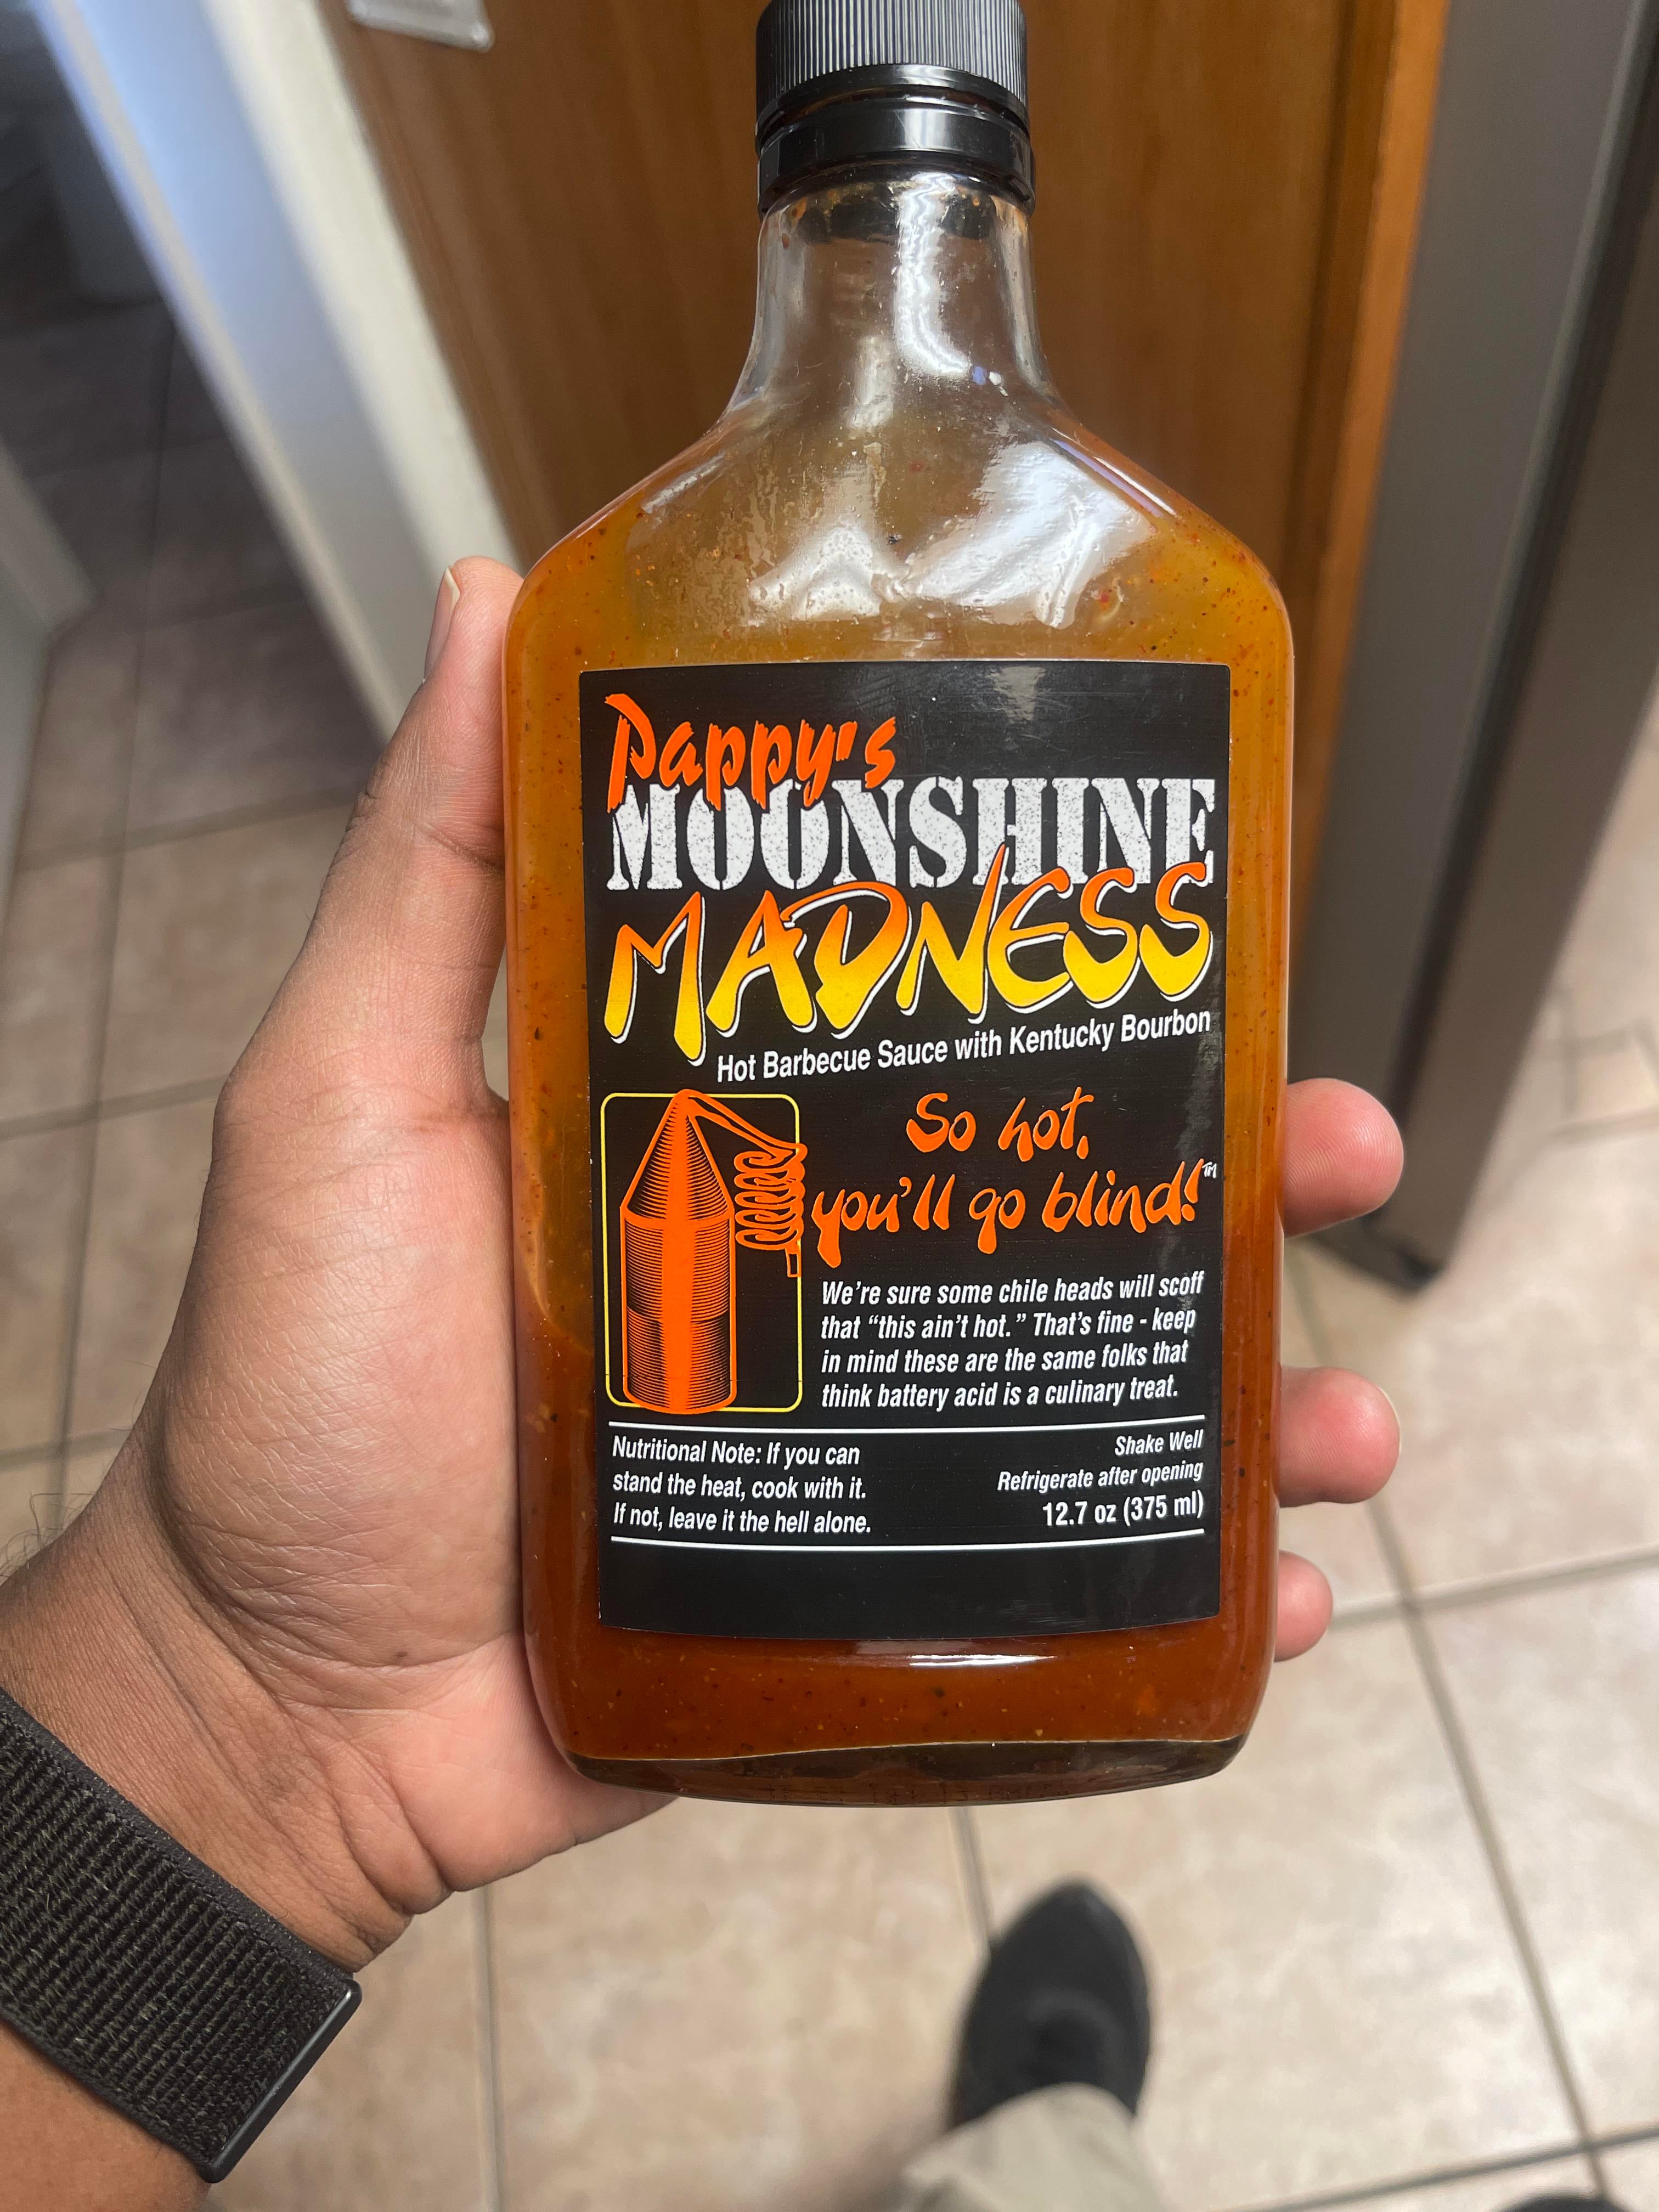 Pappy's
MOONSHINE
MADNESS
Hot Barbecue Sauce with Kentucky Bourbon
So hot,
you'll go blind!™
We're sure some chile heads will scoff
that "this ain't hot." That's fine - keep
in mind these are the same folks that
think battery acid is a culinary treat.
Nutritional Note: If you can
stand the heat, cook with it.
If not, leave it the hell alone.
Shake Well
Refrigerate after opening
12.7 oz (375 ml)